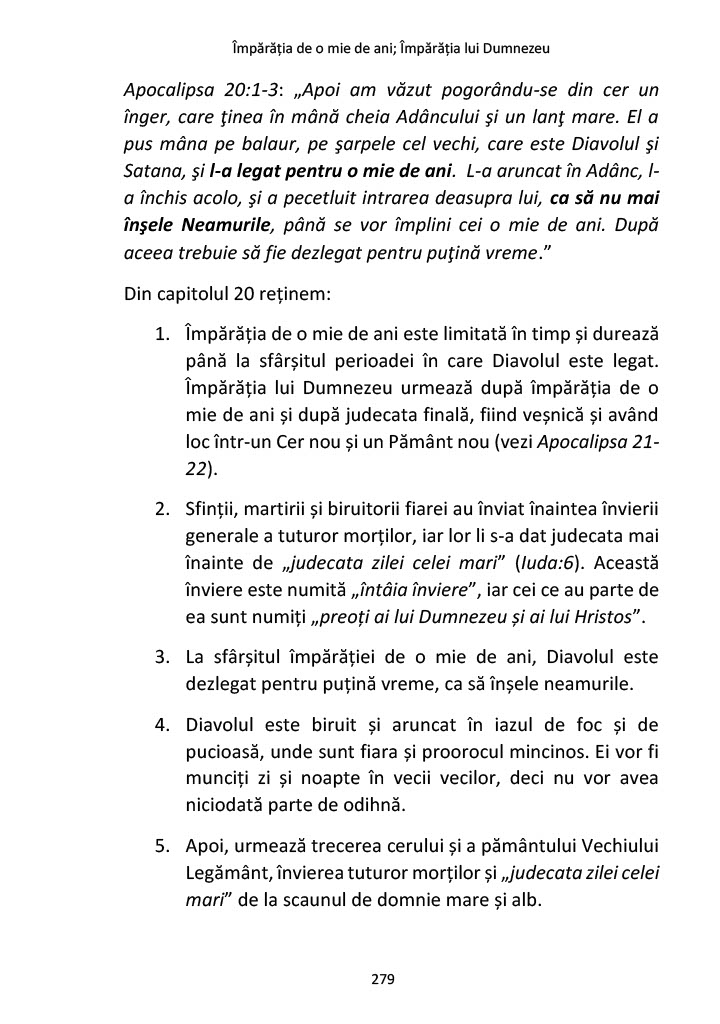 Împărăția de o mie de ani; Împărăția lui Dumnezeu
Apocalipsa 20:1-3: „Apoi am văzut pogorându-se din cer un
înger, care ţinea în mână cheia Adâncului şi un lanţ mare. El a
pus mâna pe balaur, pe şarpele cel vechi, care este Diavolul şi
Satana, şi l-a legat pentru o mie de ani. L-a aruncat în Adânc, l-
a închis acolo, şi a pecetluit intrarea deasupra lui, ca să nu mai
înşele Neamurile, până se vor împlini cei o mie de ani. După
aceea trebuie să fie dezlegat pentru puţină vreme.”
Din capitolul 20 reținem:
1. Împărăția de o mie de ani este limitată în timp și durează
până la sfârșitul perioadei în care Diavolul este legat.
Împărăția lui Dumnezeu urmează după împărăția de o
mie de ani și după judecata finală, fiind veșnică și având
loc într-un Cer nou și un Pământ nou (vezi Apocalipsa 21-
22).
2. Sfinții, martirii și biruitorii fiarei au înviat înaintea învierii
generale a tuturor morților, iar lor li s-a dat judecata mai
înainte de „judecata zilei celei mari” (Iuda:6). Această
înviere este numită „întâia înviere”, iar cei ce au parte de
ea sunt numiți „preoți ai lui Dumnezeu și ai lui Hristos”.
3. La sfârșitul împărăției de o mie de ani, Diavolul este
dezlegat pentru puțină vreme, ca să înșele neamurile.
4. Diavolul este biruit și aruncat în iazul de foc și de
pucioasă, unde sunt fiara și proorocul mincinos. Ei vor fi
munciți zi și noapte în vecii vecilor, deci nu vor avea
niciodată parte de odihnă.
5. Apoi, urmează trecerea cerului și a pământului Vechiului
Legământ, învierea tuturor morților și „judecata zilei celei
mari” de la scaunul de domnie mare și alb.
279